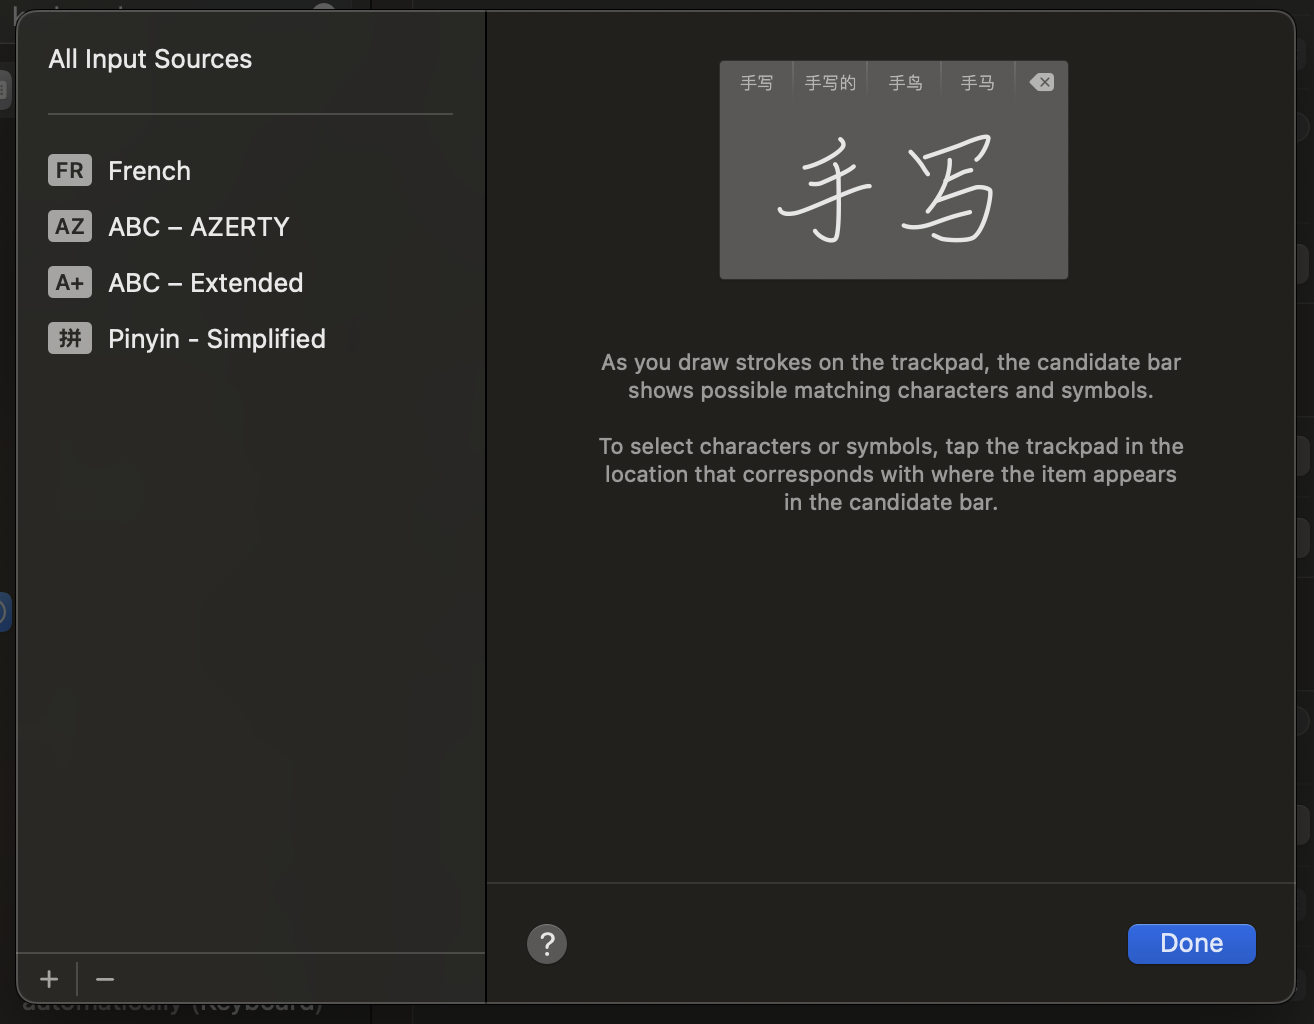 All Input Sources
FR French
AZ ABC – AZERTY
A+ ABC – Extended
拼 Pinyin - Simplified
+ −
手写 手写的 手鸟 手马
手写
As you draw strokes on the trackpad, the candidate bar
shows possible matching characters and symbols.
To select characters or symbols, tap the trackpad in the
location that corresponds with where the item appears
in the candidate bar.
? Done
automatically (Keyboard)